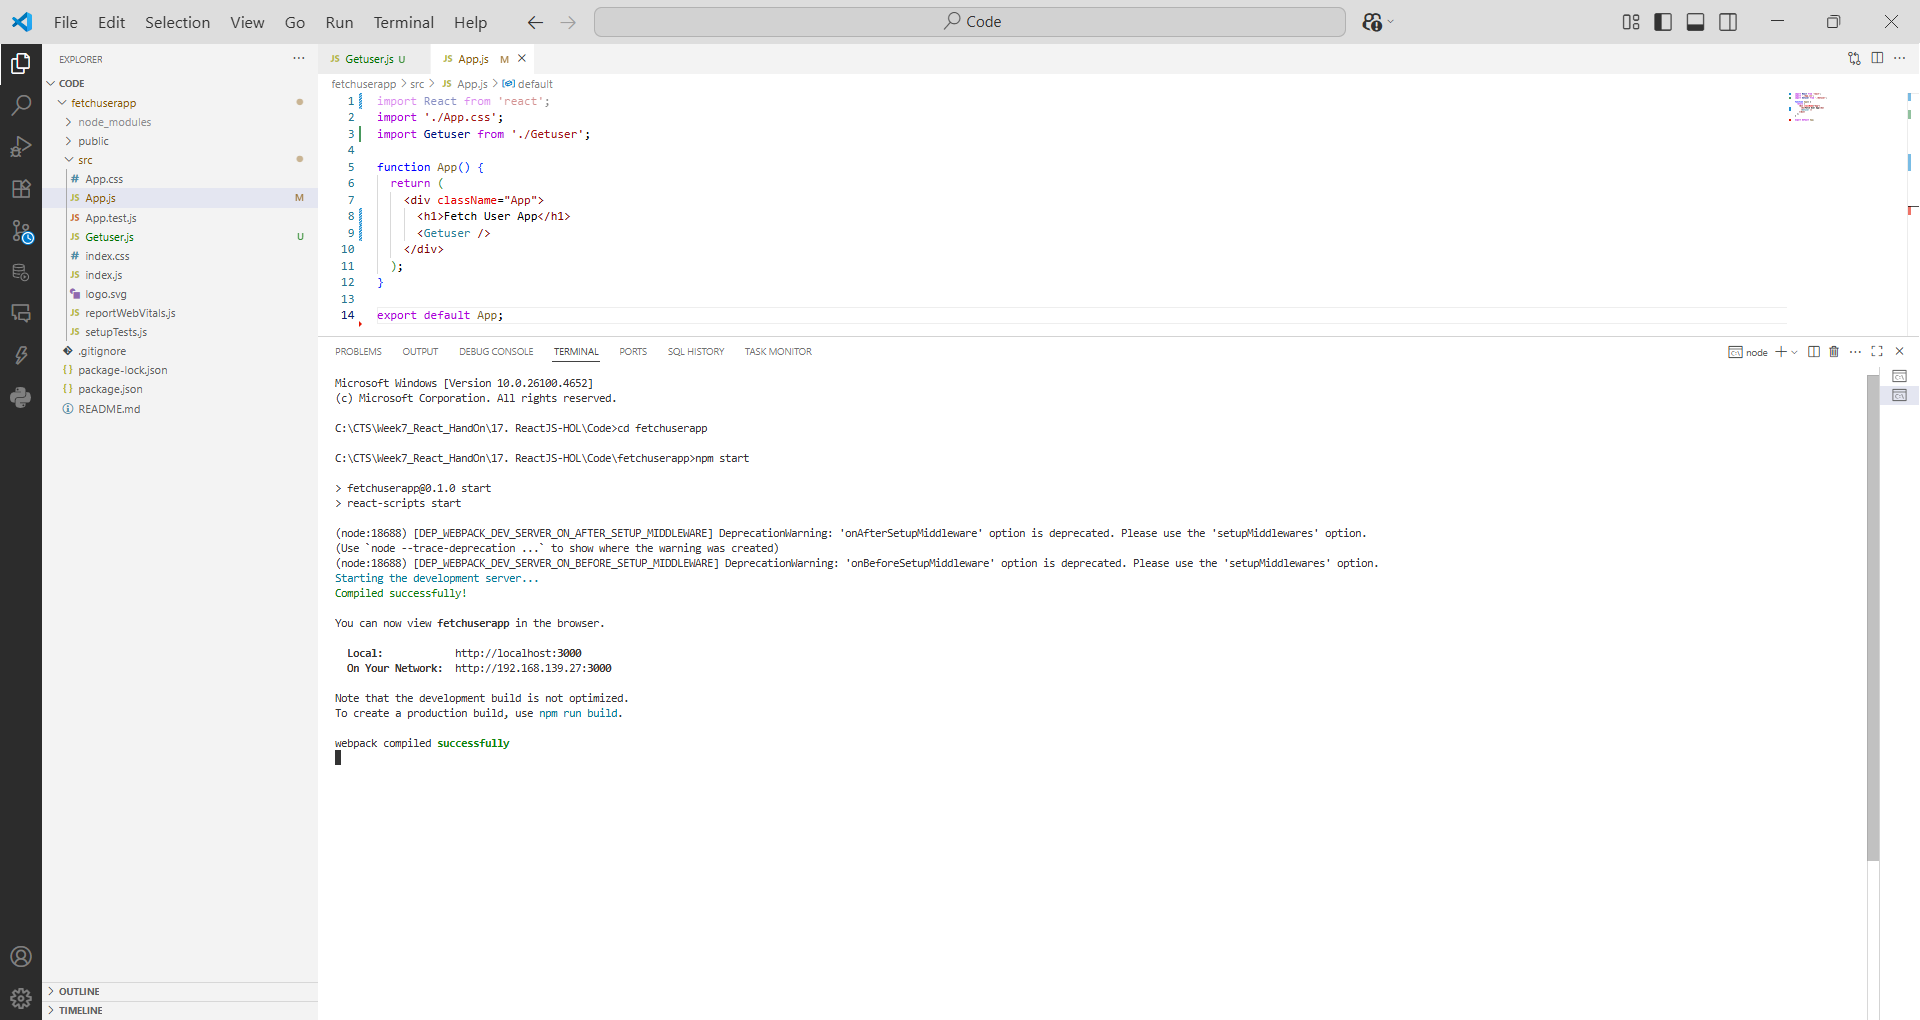 File Edit Selection View Go Run Terminal Help
Code
EXPLORER
CODE
fetchuserapp
node_modules
public
src
# App.css
JS App.js M
JS App.test.js
JS Getuser.js U
# index.css
JS index.js
logo.svg
JS reportWebVitals.js
JS setupTests.js
.gitignore
{} package-lock.json
{} package.json
README.md
OUTLINE
TIMELINE
JS Getuser.js U
JS App.js M
fetchuserapp > src > JS App.js > default
1 import React from 'react';
2 import './App.css';
3 import Getuser from './Getuser';
4
5 function App() {
6 return (
7 <div className="App">
8 <h1>Fetch User App</h1>
9 <Getuser />
10 </div>
11 );
12 }
13
14 export default App;
PROBLEMS OUTPUT DEBUG CONSOLE TERMINAL PORTS SQL HISTORY TASK MONITOR
node
Microsoft Windows [Version 10.0.26100.4652]
(c) Microsoft Corporation. All rights reserved.
C:\CTS\Week7_React_HandOn\17. ReactJS-HOL\Code>cd fetchuserapp
C:\CTS\Week7_React_HandOn\17. ReactJS-HOL\Code\fetchuserapp>npm start
> fetchuserapp@0.1.0 start
> react-scripts start
(node:18688) [DEP_WEBPACK_DEV_SERVER_ON_AFTER_SETUP_MIDDLEWARE] DeprecationWarning: 'onAfterSetupMiddleware' option is deprecated. Please use the 'setupMiddlewares' option.
(Use `node --trace-deprecation ...` to show where the warning was created)
(node:18688) [DEP_WEBPACK_DEV_SERVER_ON_BEFORE_SETUP_MIDDLEWARE] DeprecationWarning: 'onBeforeSetupMiddleware' option is deprecated. Please use the 'setupMiddlewares' option.
Starting the development server...
Compiled successfully!
You can now view fetchuserapp in the browser.
Local: http://localhost:3000
On Your Network: http://192.168.139.27:3000
Note that the development build is not optimized.
To create a production build, use npm run build.
webpack compiled successfully